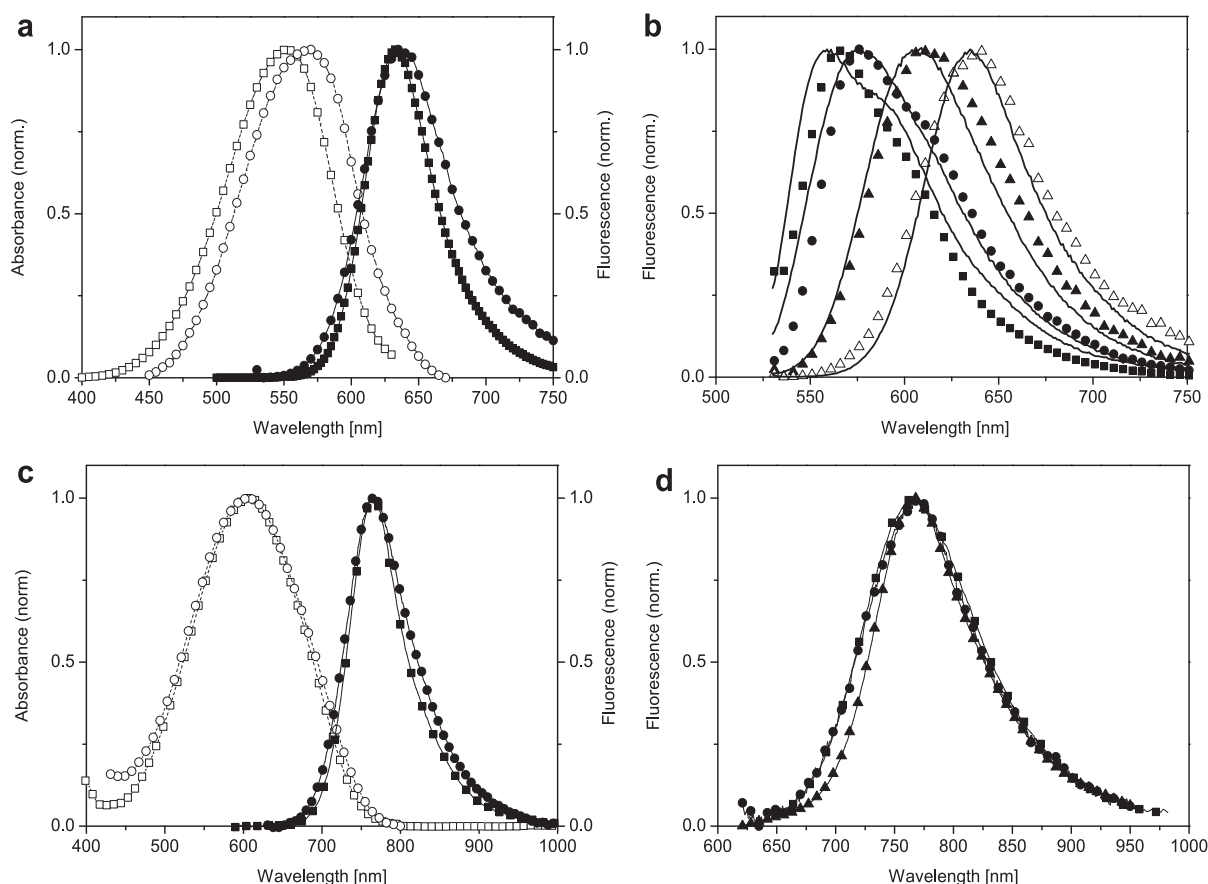 a
1.0
0.5
0.0
Absorbance (norm.)
400 450 500 550 600 650 700 750
Wavelength [nm]
1.0
0.5
0.0
Fluorescence (norm.)
b
1.0
0.5
0.0
Fluorescence (norm.)
500 550 600 650 700 750
Wavelength [nm]
c
1.0
0.5
0.0
Absorbance (norm)
400 500 600 700 800 900 1000
Wavelength [nm]
1.0
0.5
0.0
Fluorescence (norm)
d
1.0
0.5
0.0
Fluorescence (norm.)
600 650 700 750 800 850 900 950 1000
Wavelength [nm]